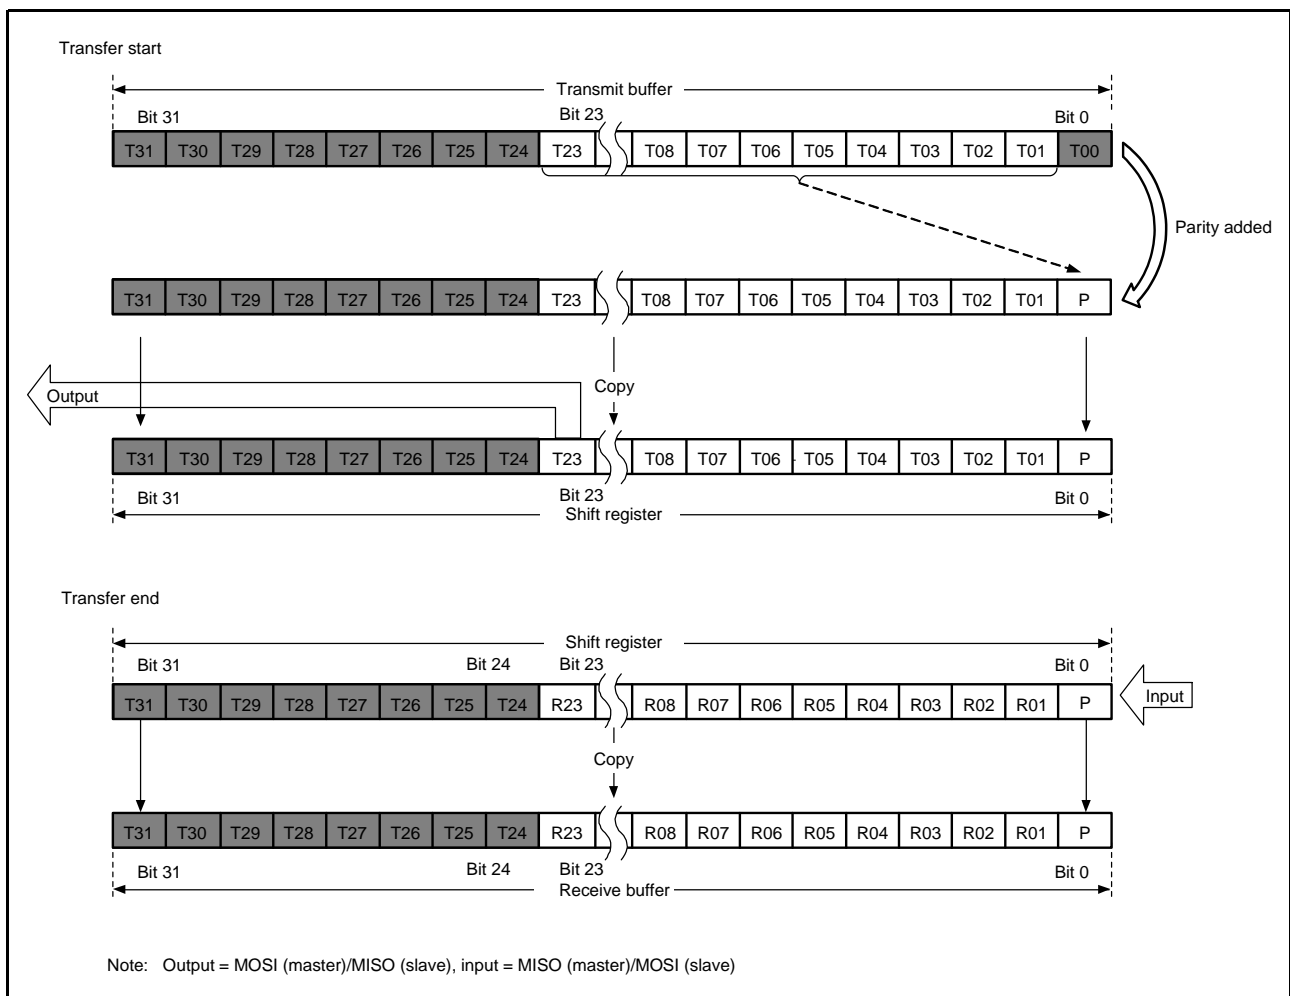 Transfer start
Transmit buffer
Bit 31 Bit 23 Bit 0
T31 T30 T29 T28 T27 T26 T25 T24 T23 T08 T07 T06 T05 T04 T03 T02 T01 T00
Parity added
T31 T30 T29 T28 T27 T26 T25 T24 T23 T08 T07 T06 T05 T04 T03 T02 T01 P
Copy
Output
T31 T30 T29 T28 T27 T26 T25 T24 T23 T08 T07 T06 T05 T04 T03 T02 T01 P
Bit 31 Bit 23 Bit 0
Shift register
Transfer end
Shift register
Bit 31 Bit 24 Bit 23 Bit 0
T31 T30 T29 T28 T27 T26 T25 T24 R23 R08 R07 R06 R05 R04 R03 R02 R01 P
Input
Copy
T31 T30 T29 T28 T27 T26 T25 T24 R23 R08 R07 R06 R05 R04 R03 R02 R01 P
Bit 31 Bit 24 Bit 23 Bit 0
Receive buffer
Note: Output = MOSI (master)/MISO (slave), input = MISO (master)/MOSI (slave)